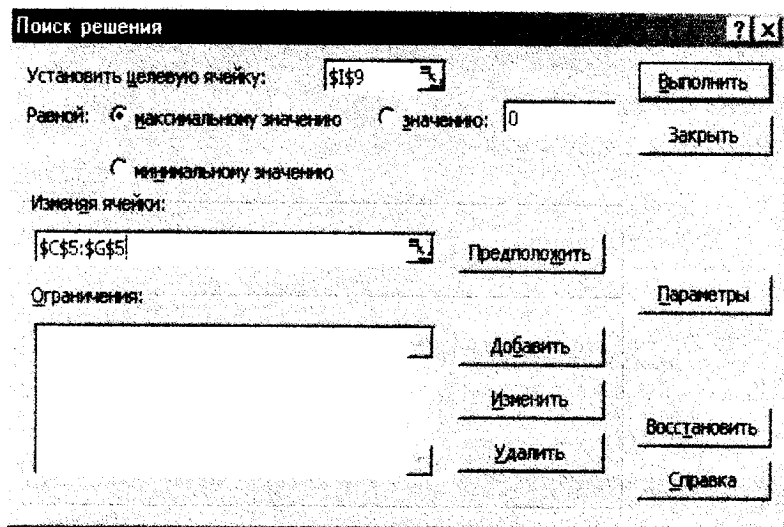 Поиск решения
? x
Установить целевую ячейку: $I$9
Выполнить
Равной: максимальному значению значению: 0
Закрыть
минимальному значению
Изменяя ячейки:
$C$5:$G$5
Предположить
Ограничения:
Параметры
Добавить
Изменить
Восстановить
Удалить
Справка